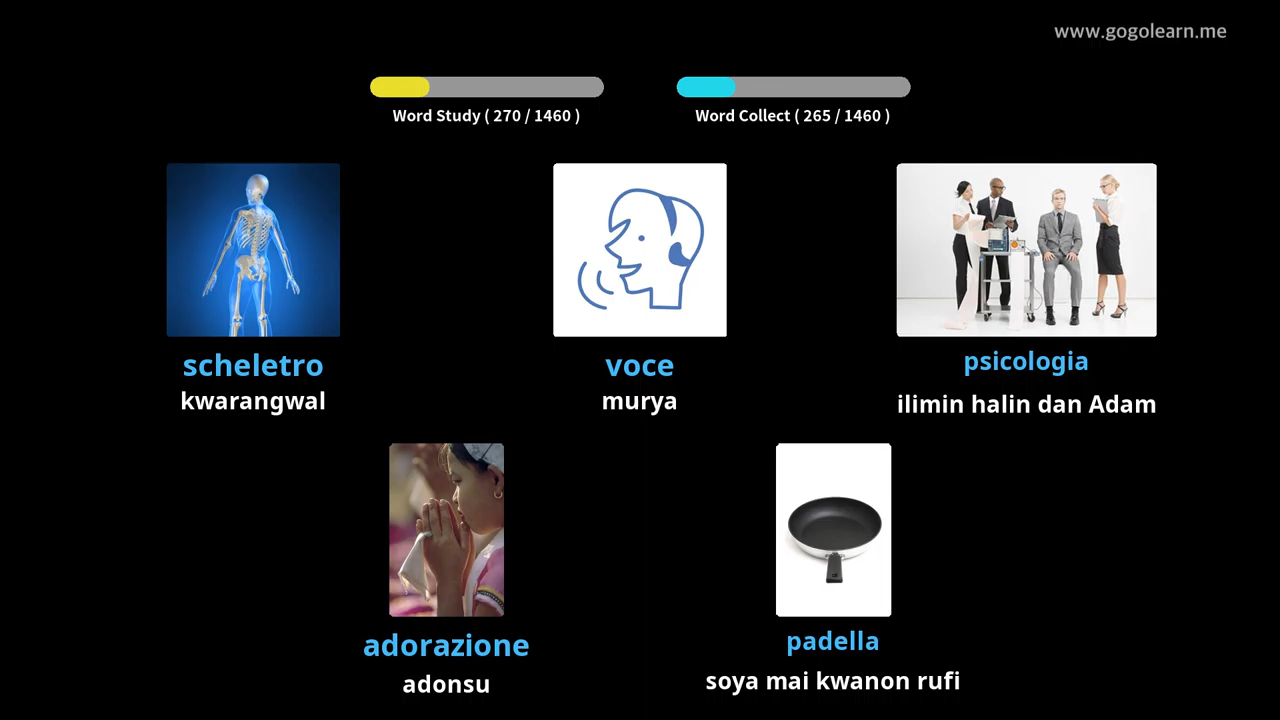 www.gogolearn.me
Word Study ( 270 / 1460 )
Word Collect ( 265 / 1460 )
scheletro
kwarangwal
voce
murya
psicologia
ilimin halin dan Adam
adorazione
adonsu
padella
soya mai kwanon rufi